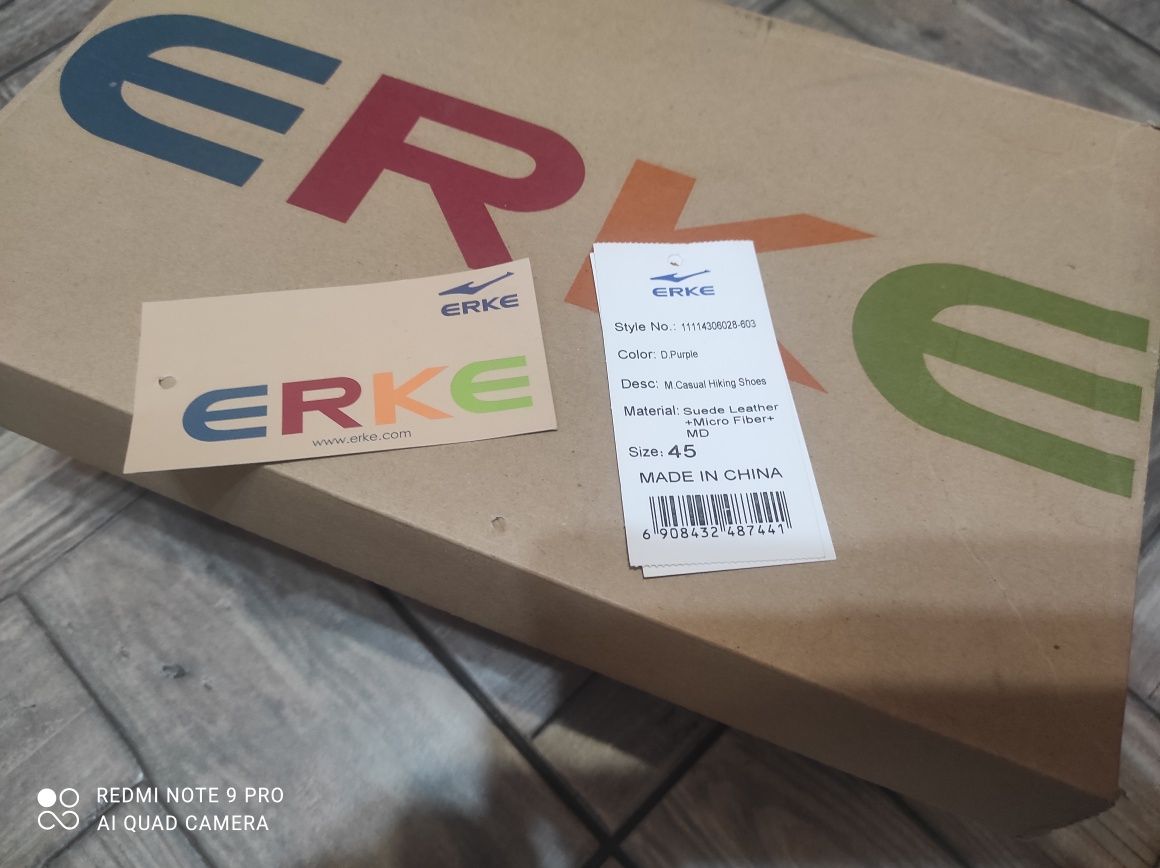 ERKE
ERKE
ERKE
www.erke.com
ERKE
Style No.: 11114306028-603
Color: D.Purple
Desc: M.Casual Hiking Shoes
Material: Suede Leather
+Micro Fiber+
MD
Size: 45
MADE IN CHINA
6 908432 487441
REDMI NOTE 9 PRO
AI QUAD CAMERA